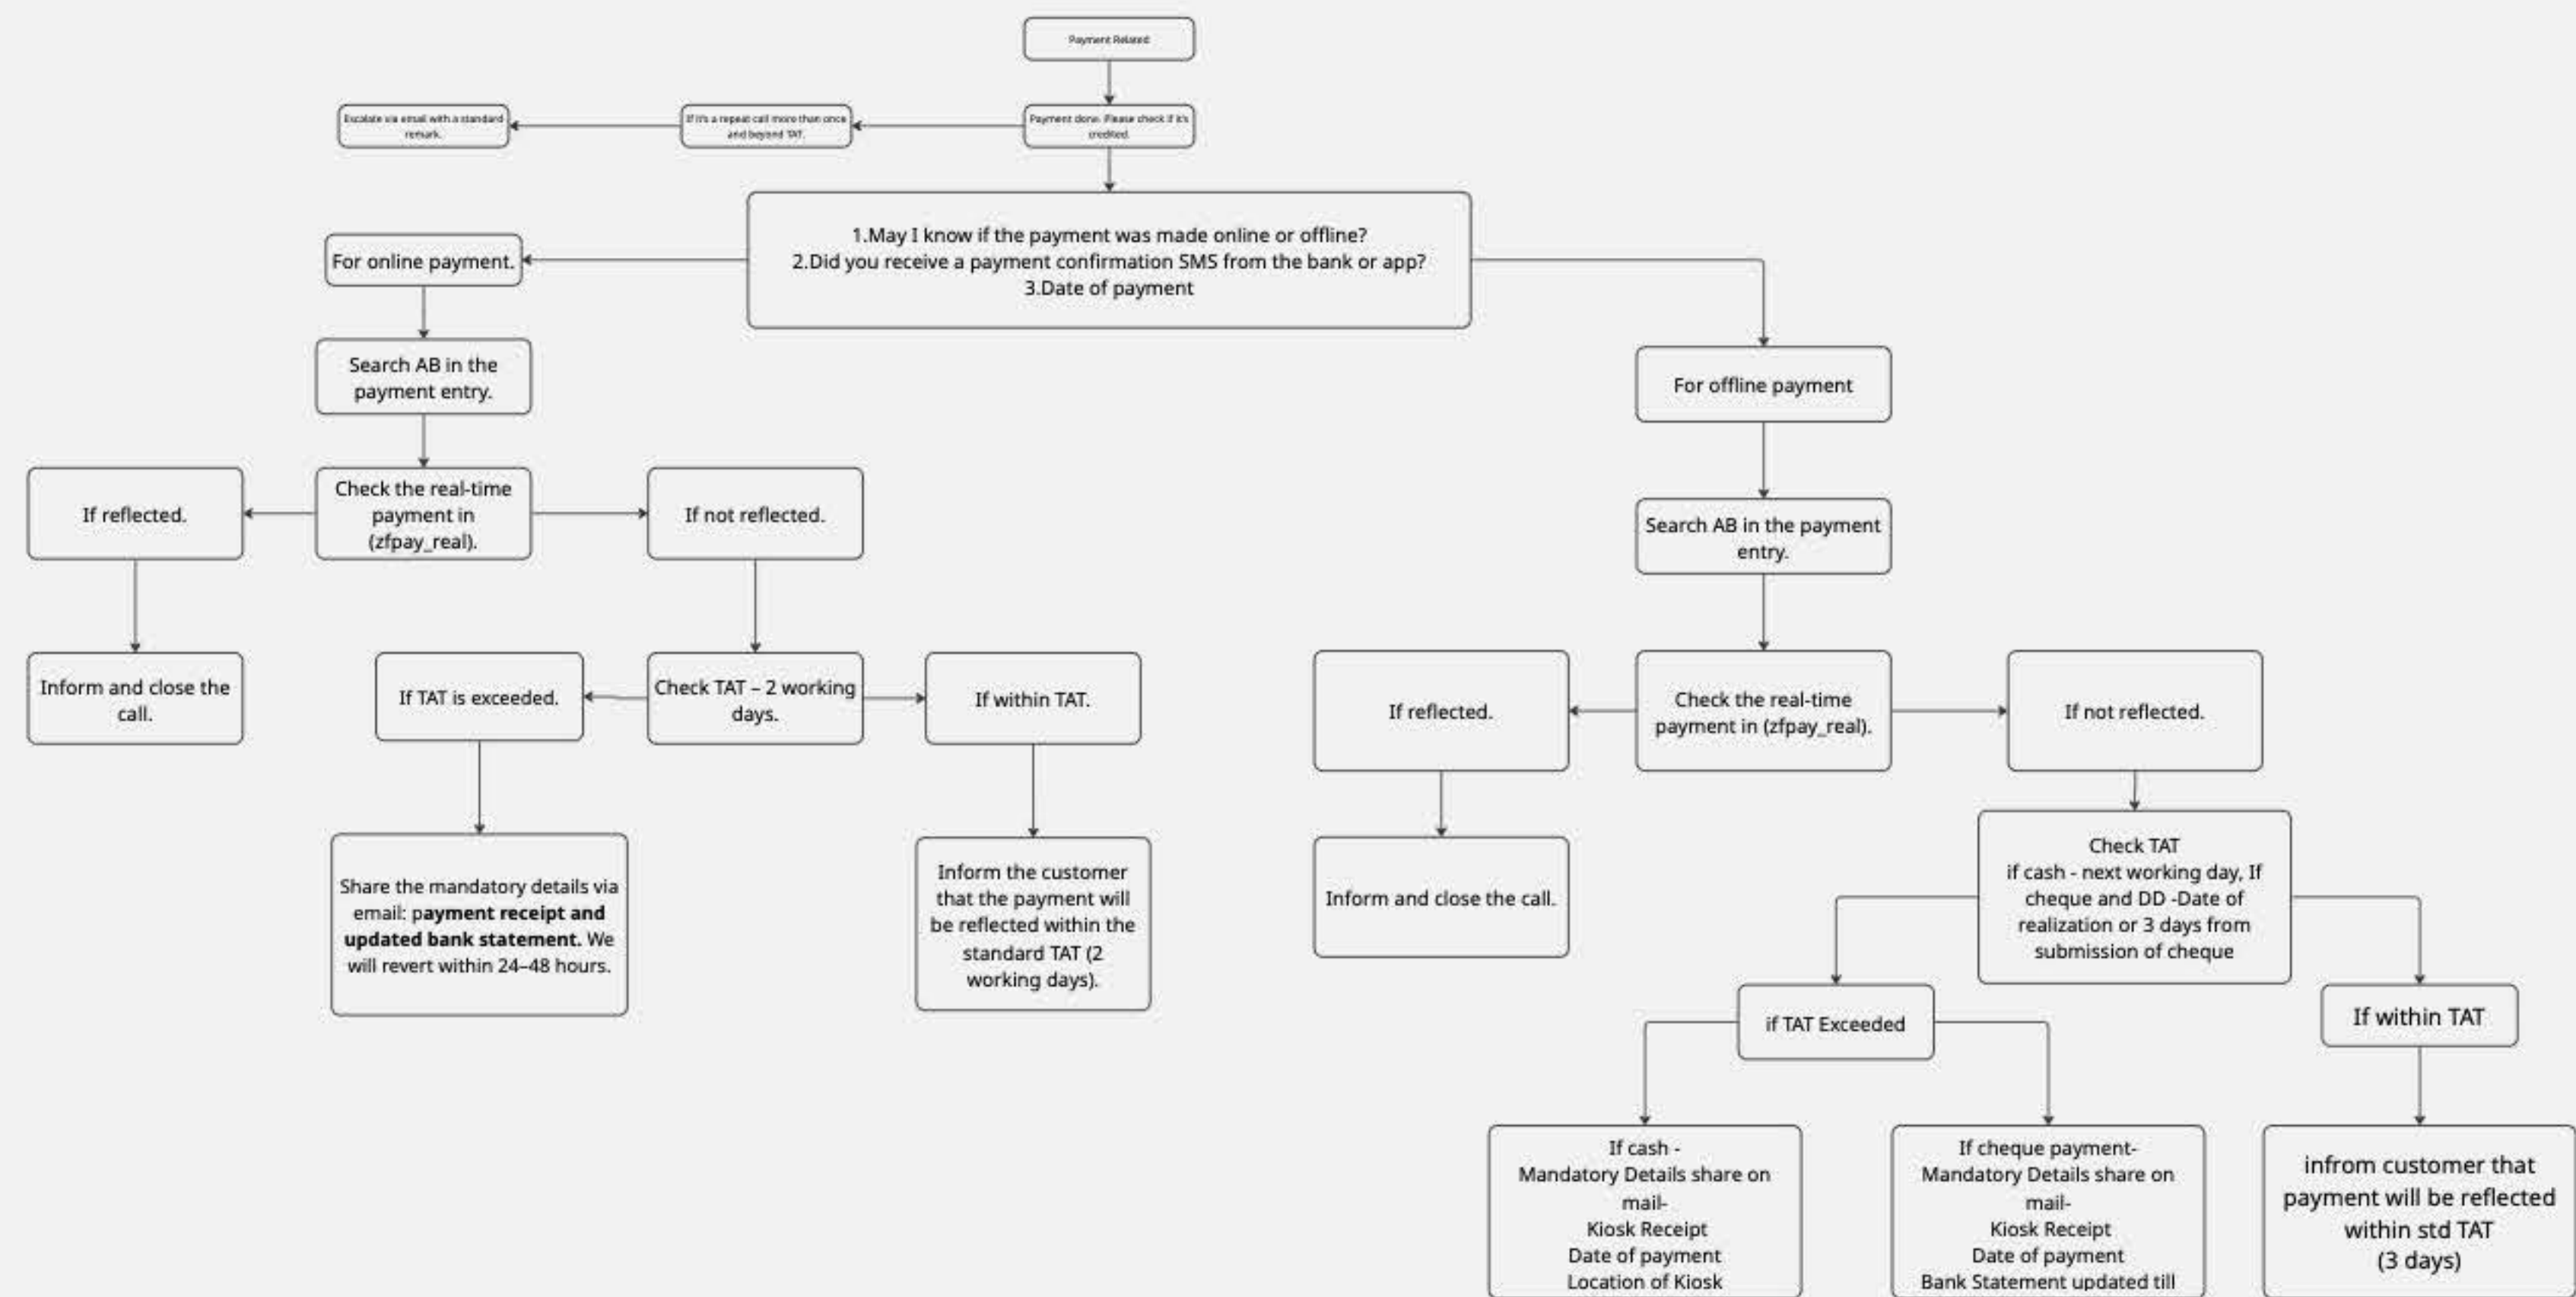 Payment Related
Escalate via email with a standard
remark.
If it's a repeat call more than once
and beyond TAT.
Payment done. Please check if it's
credited.
1.May I know if the payment was made online or offline?
2.Did you receive a payment confirmation SMS from the bank or app?
3.Date of payment
For online payment.
Search AB in the
payment entry.
For offline payment
If reflected.
Check the real-time
payment in
(zfpay_real).
If not reflected.
Search AB in the payment
entry.
Inform and close the
call.
If TAT is exceeded.
Check TAT – 2 working
days.
If within TAT.
If reflected.
Check the real-time
payment in (zfpay_real).
If not reflected.
Share the mandatory details via
email: payment receipt and
updated bank statement. We
will revert within 24–48 hours.
Inform the customer
that the payment will
be reflected within the
standard TAT (2
working days).
Inform and close the call.
Check TAT
if cash - next working day, If
cheque and DD -Date of
realization or 3 days from
submission of cheque
if TAT Exceeded
If within TAT
If cash -
Mandatory Details share on
mail-
Kiosk Receipt
Date of payment
Location of Kiosk
If cheque payment-
Mandatory Details share on
mail-
Kiosk Receipt
Date of payment
Bank Statement updated till
infrom customer that
payment will be reflected
within std TAT
(3 days)